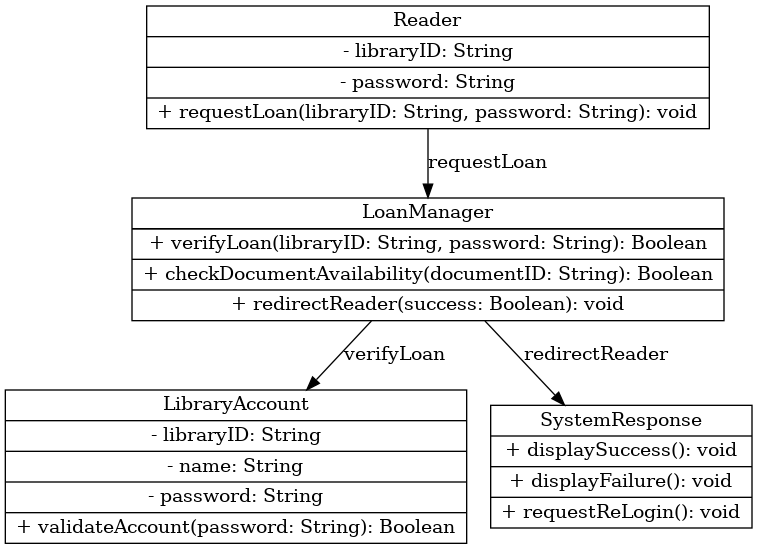 Reader
- libraryID: String
- password: String
+ requestLoan(libraryID: String, password: String): void
requestLoan
LoanManager
+ verifyLoan(libraryID: String, password: String): Boolean
+ checkDocumentAvailability(documentID: String): Boolean
+ redirectReader(success: Boolean): void
verifyLoan
redirectReader
LibraryAccount
- libraryID: String
- name: String
- password: String
+ validateAccount(password: String): Boolean
SystemResponse
+ displaySuccess(): void
+ displayFailure(): void
+ requestReLogin(): void